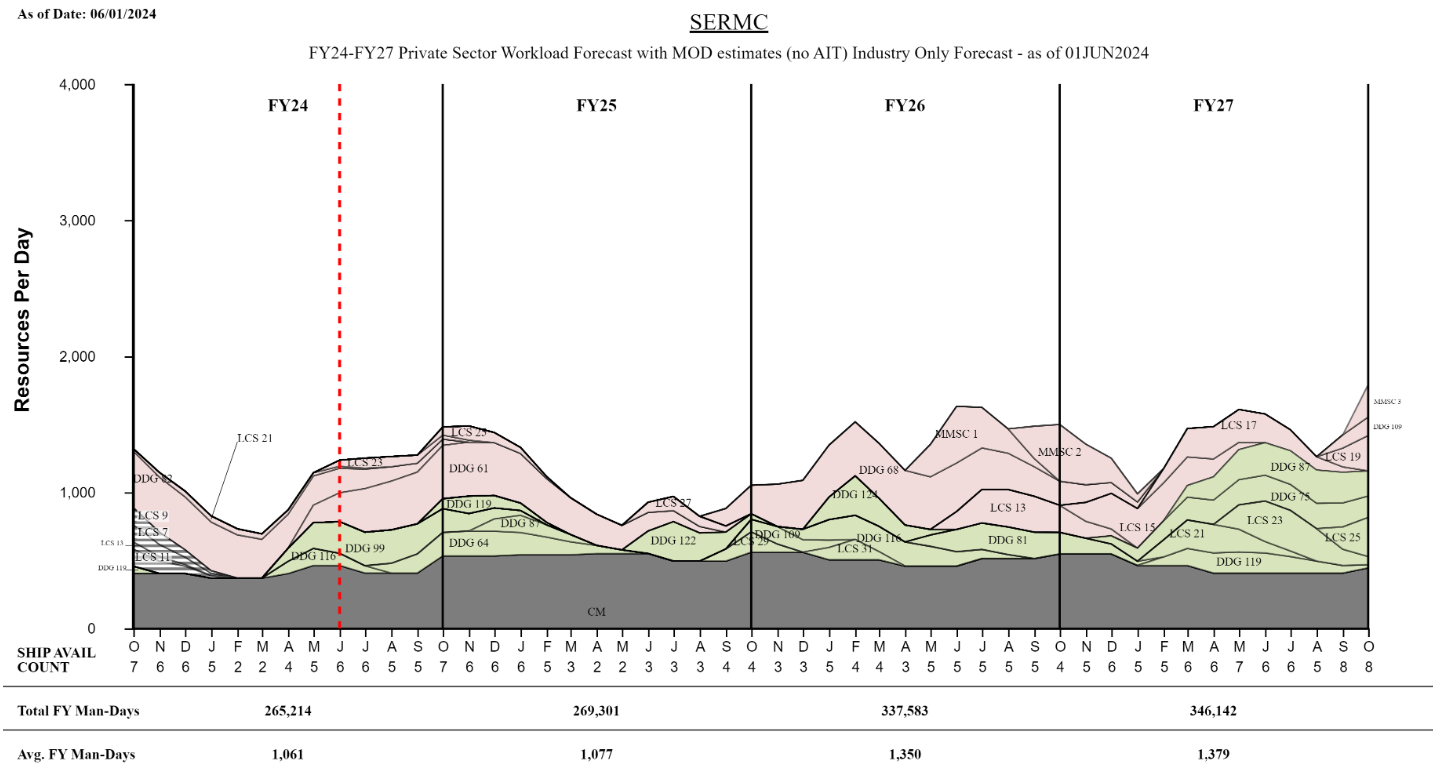 As of Date: 06/01/2024
SERMC
FY24-FY27 Private Sector Workload Forecast with MOD estimates (no AIT) Industry Only Forecast - as of 01JUN2024
4,000
FY24 FY25 FY26 FY27
3,000
Resources Per Day
2,000
MMSC 3
DDG 109
LCS 21
LCS 25
MMSC 1
LCS 17
MMSC 2
LCS 19
DDG 82
LCS 23
DDG 61
DDG 68
DDG 87
1,000
LCS 9
LCS 7
LCS 13
LCS 11
DDG 119
DDG 116
DDG 99
DDG 119
DDG 87
DDG 64
LCS 27
DDG 122
LCS 29
DDG 109
DDG 124
LCS 31
DDG 116
LCS 13
DDG 81
LCS 15
LCS 21
DDG 75
LCS 23
LCS 25
DDG 119
CM
0
O N D J F M A M J J A S O N D J F M A M J J A S O N D J F M A M J J A S O N D J F M A M J J A S O
SHIP AVAIL
COUNT
7 6 6 5 2 2 4 5 6 6 5 5 7 6 6 6 5 3 2 2 3 3 3 4 4 3 3 5 4 4 3 5 5 5 5 5 4 5 6 5 5 6 6 7 6 6 5 8 8
Total FY Man-Days 265,214 269,301 337,583 346,142
Avg. FY Man-Days 1,061 1,077 1,350 1,379